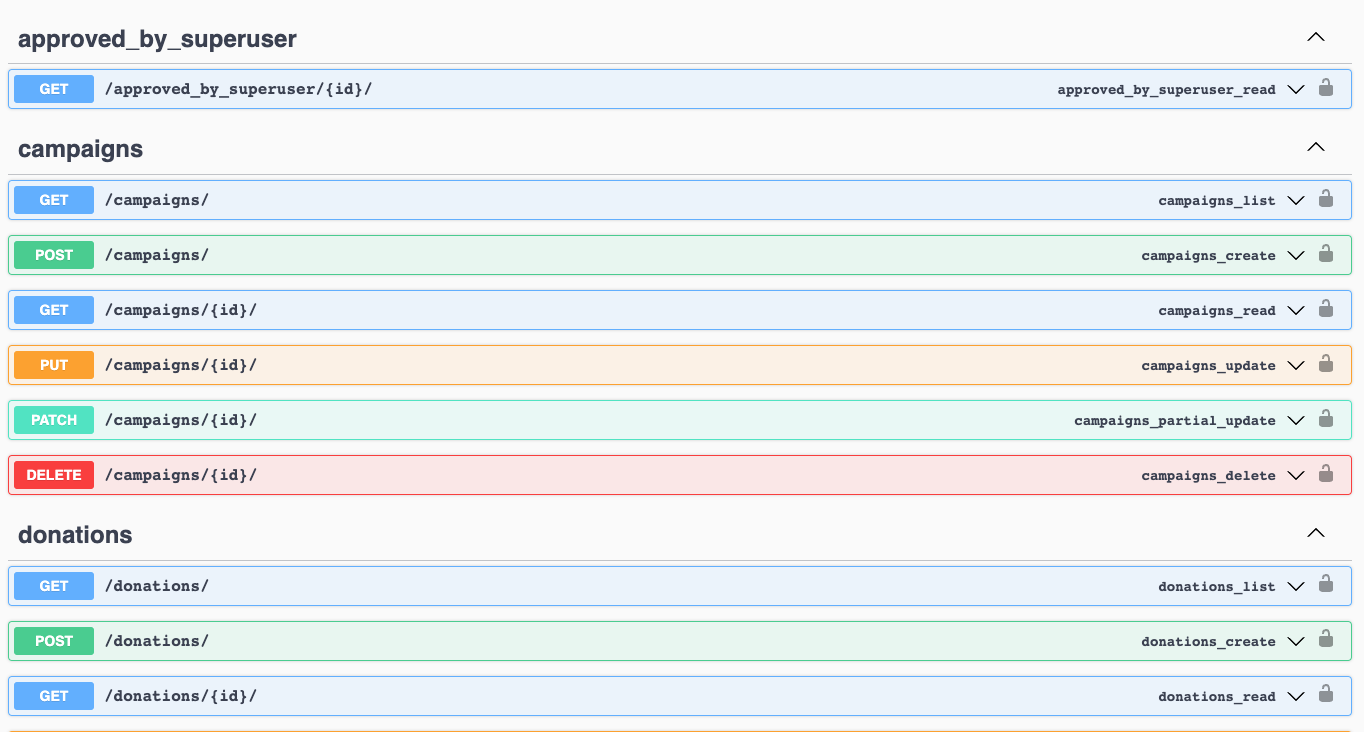 approved_by_superuser
GET /approved_by_superuser/{id}/ approved_by_superuser_read
campaigns
GET /campaigns/ campaigns_list
POST /campaigns/ campaigns_create
GET /campaigns/{id}/ campaigns_read
PUT /campaigns/{id}/ campaigns_update
PATCH /campaigns/{id}/ campaigns_partial_update
DELETE /campaigns/{id}/ campaigns_delete
donations
GET /donations/ donations_list
POST /donations/ donations_create
GET /donations/{id}/ donations_read